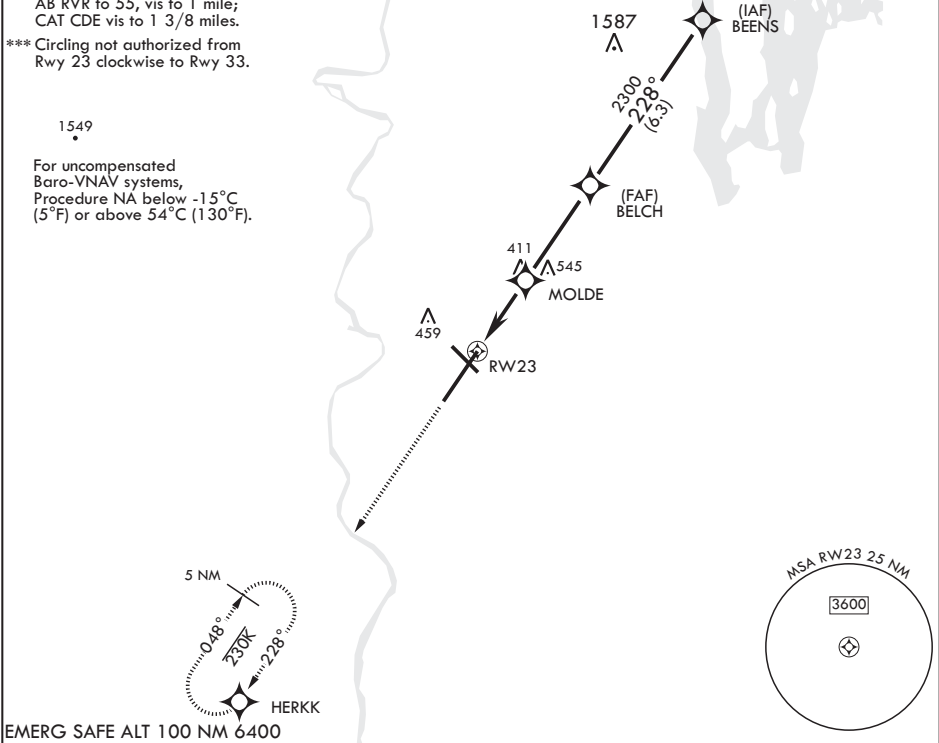 AB RVR to 55, vis to 1 mile;
CAT CDE vis to 1 3/8 miles.
*** Circling not authorized from
Rwy 23 clockwise to Rwy 33.
1549
For uncompensated
Baro-VNAV systems,
Procedure NA below -15°C
(5°F) or above 54°C (130°F).
1587
(IAF)
BEENS
2300
228°
(6.3)
(FAF)
BELCH
411
545
MOLDE
459
RW23
5 NM
048°
230K
228°
HERKK
MSA RW23 25 NM
3600
EMERG SAFE ALT 100 NM 6400